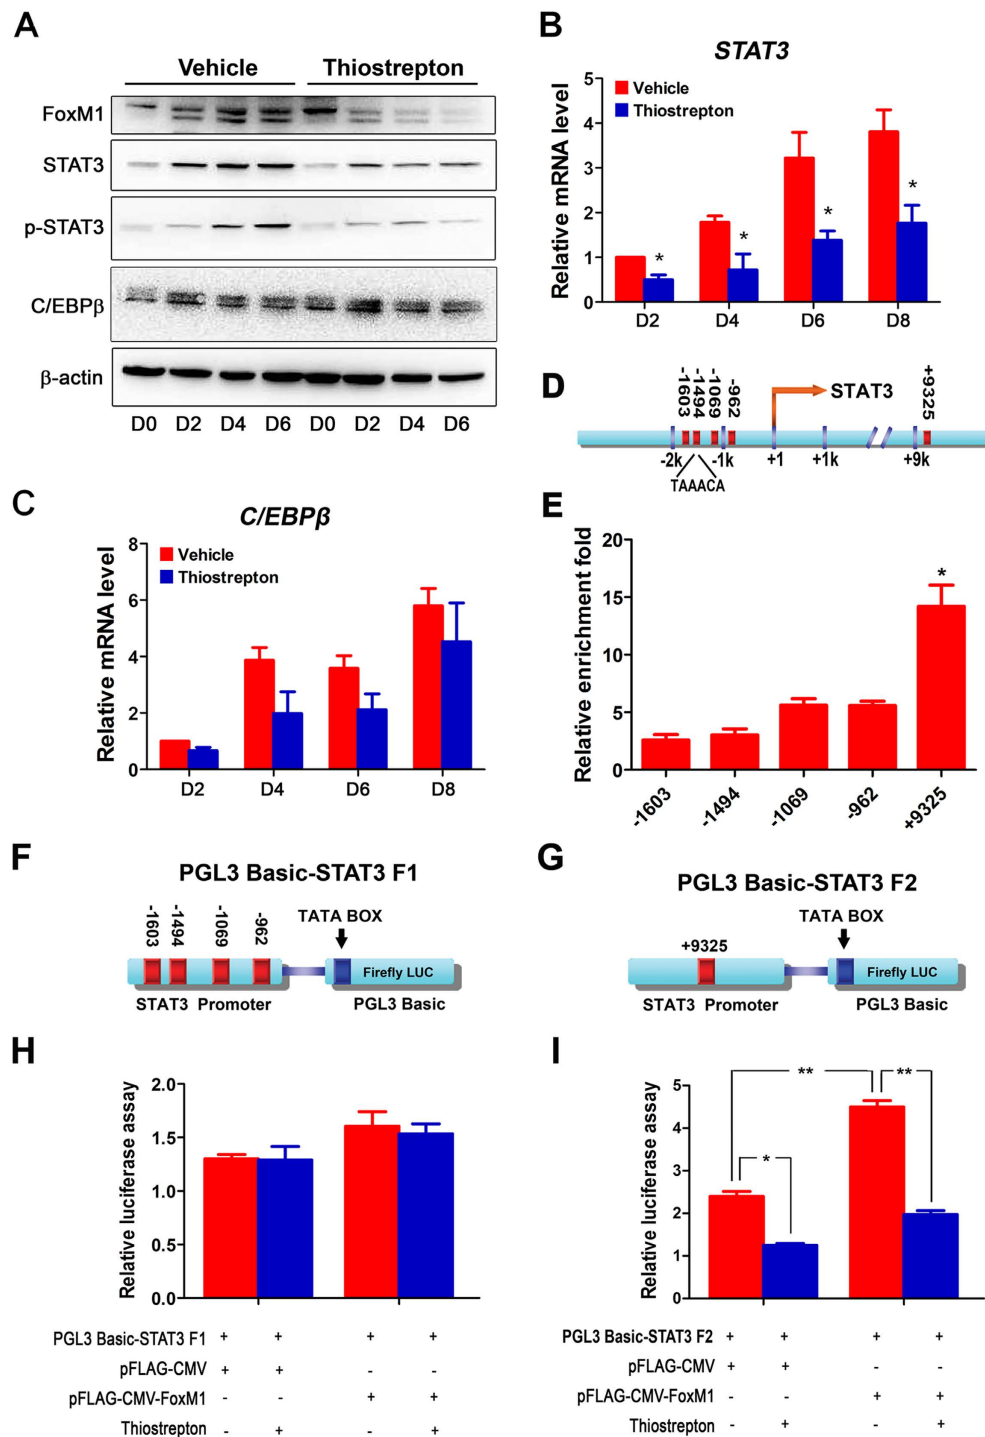 A
Vehicle Thiostrepton
FoxM1
STAT3
p-STAT3
C/EBPβ
β-actin
D0 D2 D4 D6 D0 D2 D4 D6
B
STAT3
Relative mRNA level
5
4
3
2
1
0
Vehicle
Thiostrepton
* * * *
D2 D4 D6 D8
C
C/EBPβ
Relative mRNA level
8
6
4
2
0
Vehicle
Thiostrepton
D2 D4 D6 D8
D
-1603 -1494 -1069 -962 +9325
STAT3
-2k -1k +1 +1k +9k
TAAACA
E
Relative enrichment fold
20
15
10
5
0
*
-1603 -1494 -1069 -962 +9325
F
PGL3 Basic-STAT3 F1
-1603 -1494 -1069 -962
TATA BOX
Firefly LUC
STAT3 Promoter PGL3 Basic
G
PGL3 Basic-STAT3 F2
+9325
TATA BOX
Firefly LUC
STAT3 Promoter PGL3 Basic
H
Relative luciferase assay
2.0
1.5
1.0
0.5
0.0
PGL3 Basic-STAT3 F1 + + + +
pFLAG-CMV + + - -
pFLAG-CMV-FoxM1 - - + +
Thiostrepton - + - +
I
Relative luciferase assay
5
4
3
2
1
0
** **
*
PGL3 Basic-STAT3 F2 + + + +
pFLAG-CMV + + - -
pFLAG-CMV-FoxM1 - - + +
Thiostrepton - + - +